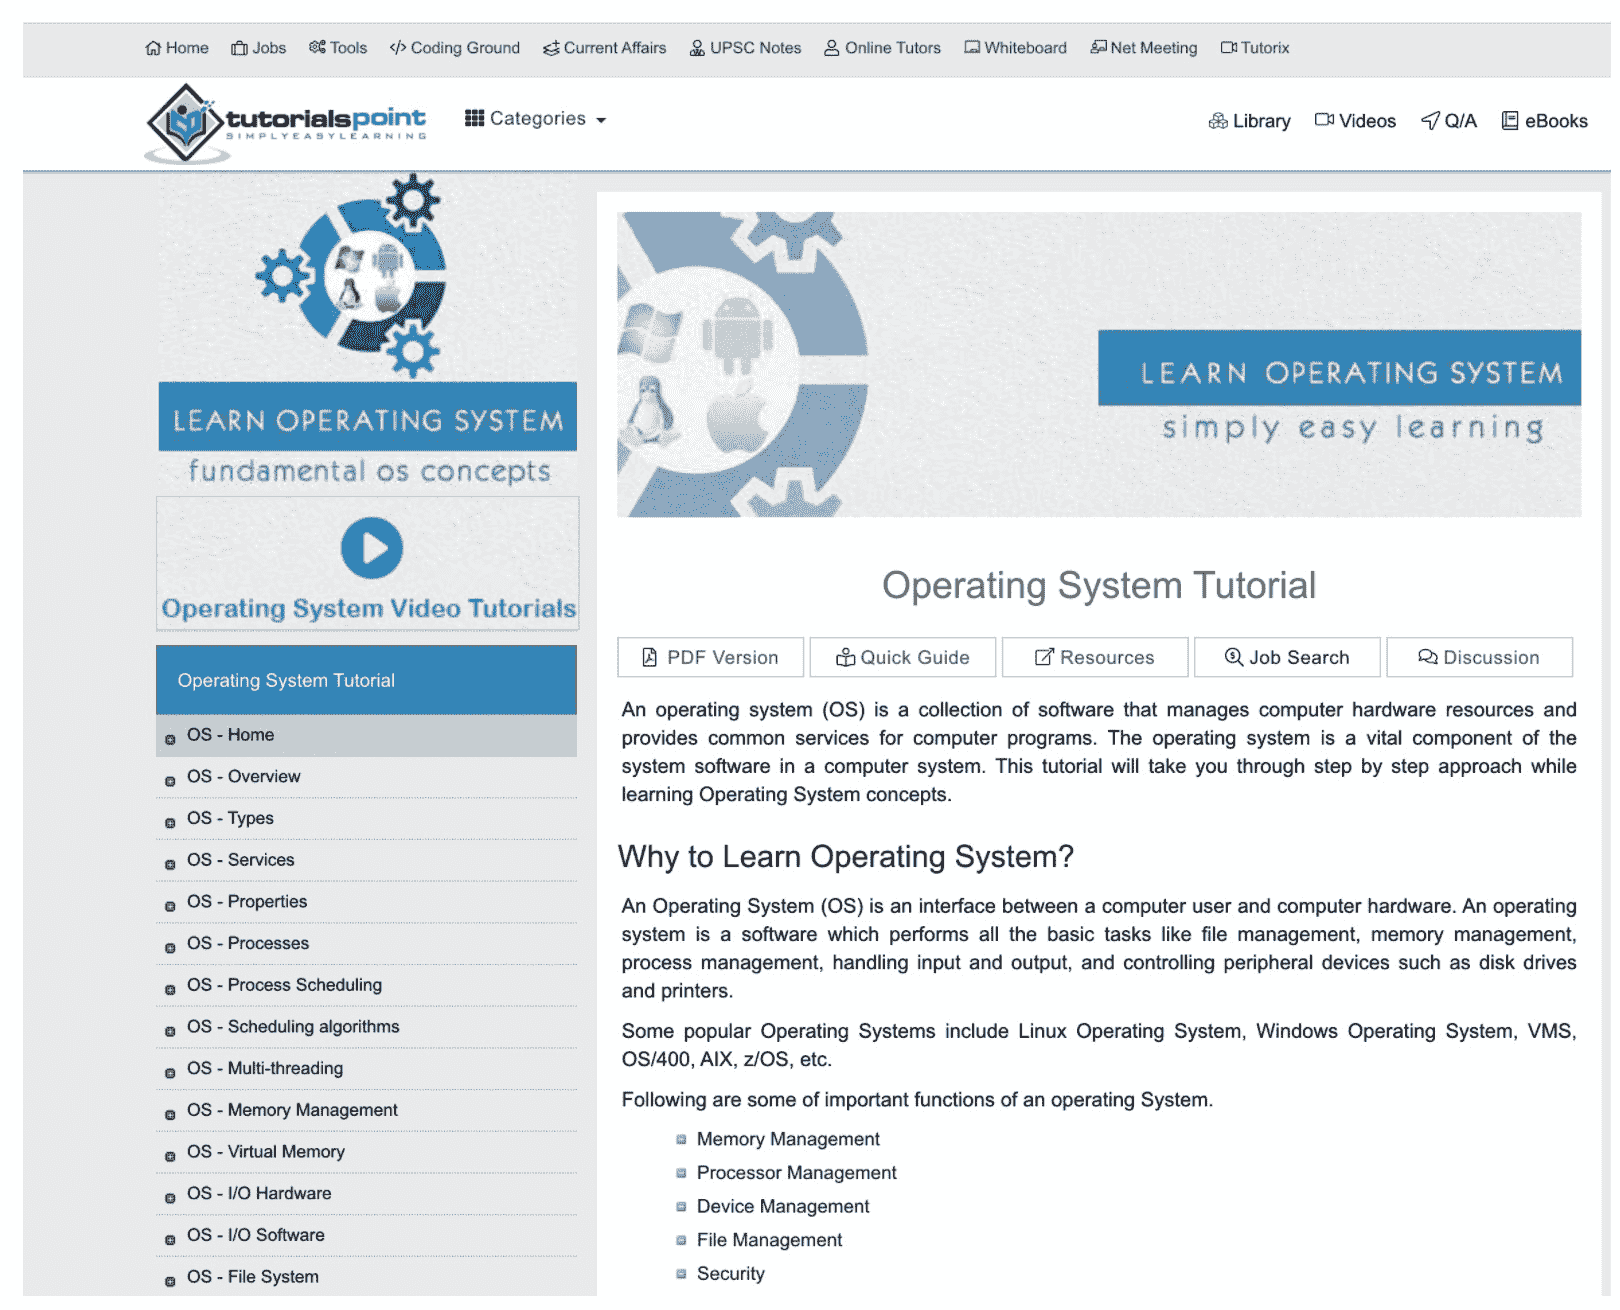 Home Jobs Tools Coding Ground Current Affairs UPSC Notes Online Tutors Whiteboard Net Meeting Tutorix
tutorialspoint
SIMPLYEASYLEARNING
Categories
Library Videos Q/A eBooks
LEARN OPERATING SYSTEM
fundamental os concepts
Operating System Video Tutorials
Operating System Tutorial
OS - Home
OS - Overview
OS - Types
OS - Services
OS - Properties
OS - Processes
OS - Process Scheduling
OS - Scheduling algorithms
OS - Multi-threading
OS - Memory Management
OS - Virtual Memory
OS - I/O Hardware
OS - I/O Software
OS - File System
LEARN OPERATING SYSTEM
simply easy learning
Operating System Tutorial
PDF Version Quick Guide Resources Job Search Discussion
An operating system (OS) is a collection of software that manages computer hardware resources and
provides common services for computer programs. The operating system is a vital component of the
system software in a computer system. This tutorial will take you through step by step approach while
learning Operating System concepts.
Why to Learn Operating System?
An Operating System (OS) is an interface between a computer user and computer hardware. An operating
system is a software which performs all the basic tasks like file management, memory management,
process management, handling input and output, and controlling peripheral devices such as disk drives
and printers.
Some popular Operating Systems include Linux Operating System, Windows Operating System, VMS,
OS/400, AIX, z/OS, etc.
Following are some of important functions of an operating System.
Memory Management
Processor Management
Device Management
File Management
Security